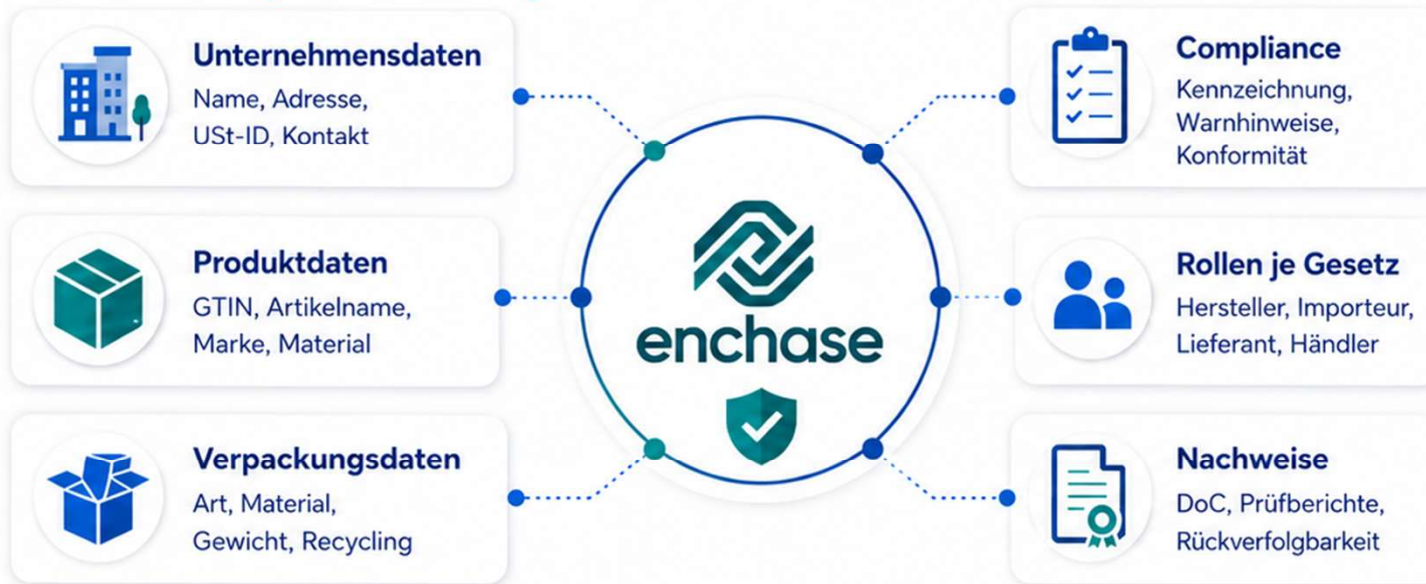 Unternehmensdaten
Name, Adresse,
USt-ID, Kontakt
Produktdaten
GTIN, Artikelname,
Marke, Material
Verpackungsdaten
Art, Material,
Gewicht, Recycling
enchase
Compliance
Kennzeichnung,
Warnhinweise,
Konformität
Rollen je Gesetz
Hersteller, Importeur,
Lieferant, Händler
Nachweise
DoC, Prüfberichte,
Rückverfolgbarkeit